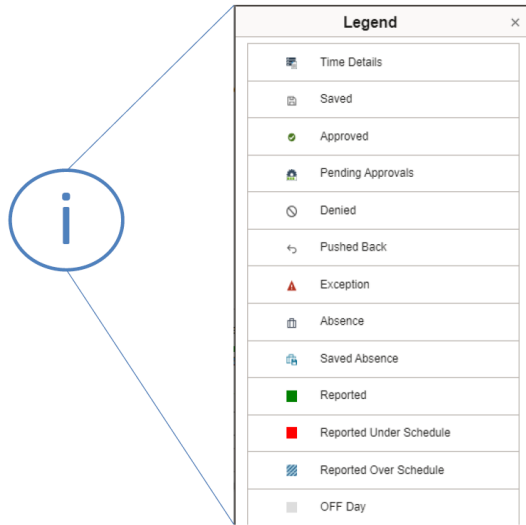 Legend
×
i
Time Details
Saved
Approved
Pending Approvals
Denied
Pushed Back
Exception
Absence
Saved Absence
Reported
Reported Under Schedule
Reported Over Schedule
OFF Day